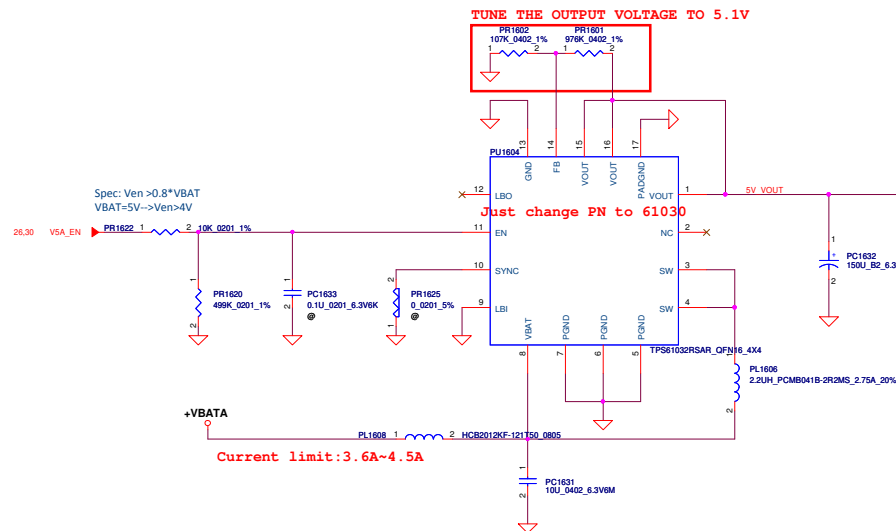 TUNE THE OUTPUT VOLTAGE TO 5.1V
PR1602
107K_0402_1%
PR1601
976K_0402_1%
1 2 1 2
13 14 15 16 17
PU1604
GND FB VOUT VOUT PADGND
Spec: Ven >0.8*VBAT
VBAT=5V-->Ven>4V
12 LBO VOUT 1 5V_VOUT
Just change PN to 61030
26,30 V5A_EN PR1622 1 2 10K_0201_1% 11 EN NC 2
10 SYNC SW 3
9 LBI SW 4
1
+
PC1632
150U_B2_6.3
2
1
PR1620
499K_0201_1%
2
1
PC1633
0.1U_0201_6.3V6K
2
@
2
PR1625
0_0201_5%
1
@
VBAT PGND PGND PGND
8 7 6 5
TPS61032RSAR_QFN16_4X4
1
PL1606
2.2UH_PCMB041B-2R2MS_2.75A_20%
2
+VBATA
PL1608 1 2 HCB2012KF-121T50_0805
Current limit:3.6A~4.5A
1
PC1631
10U_0402_6.3V6M
2